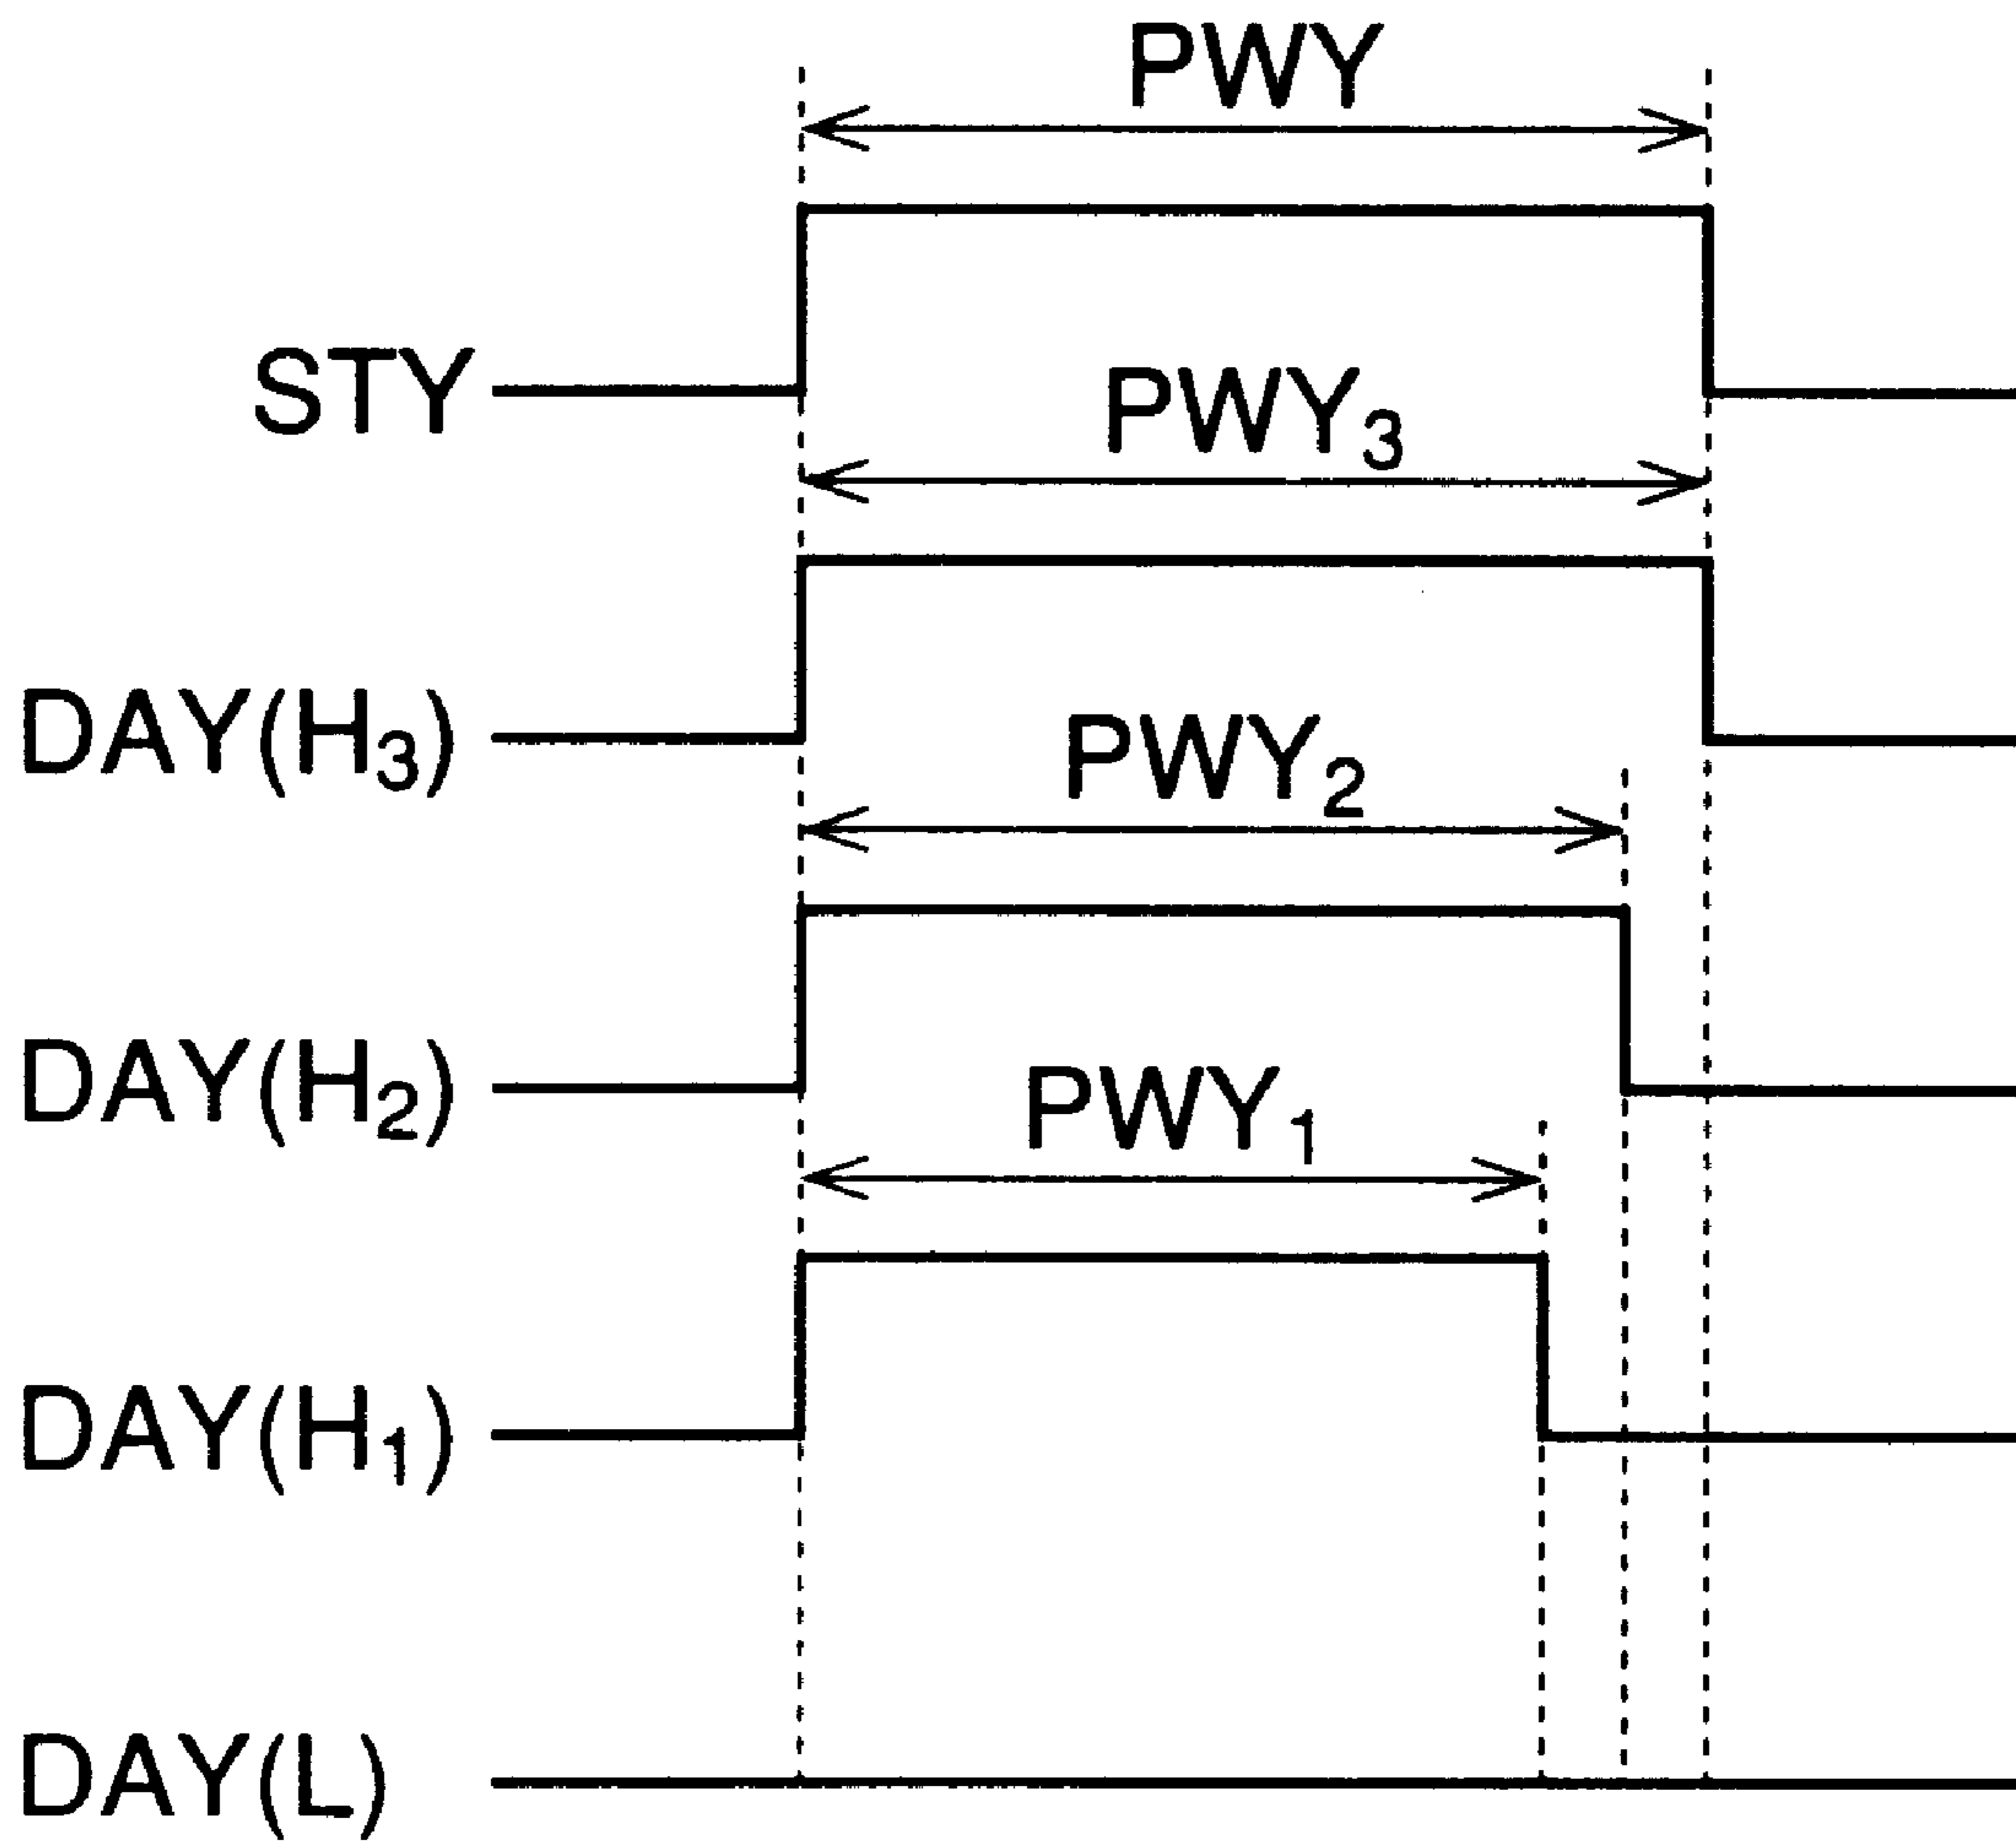 PWY
STY
PWY₃
DAY(H₃)
PWY₂
DAY(H₂)
PWY₁
DAY(H₁)
DAY(L)